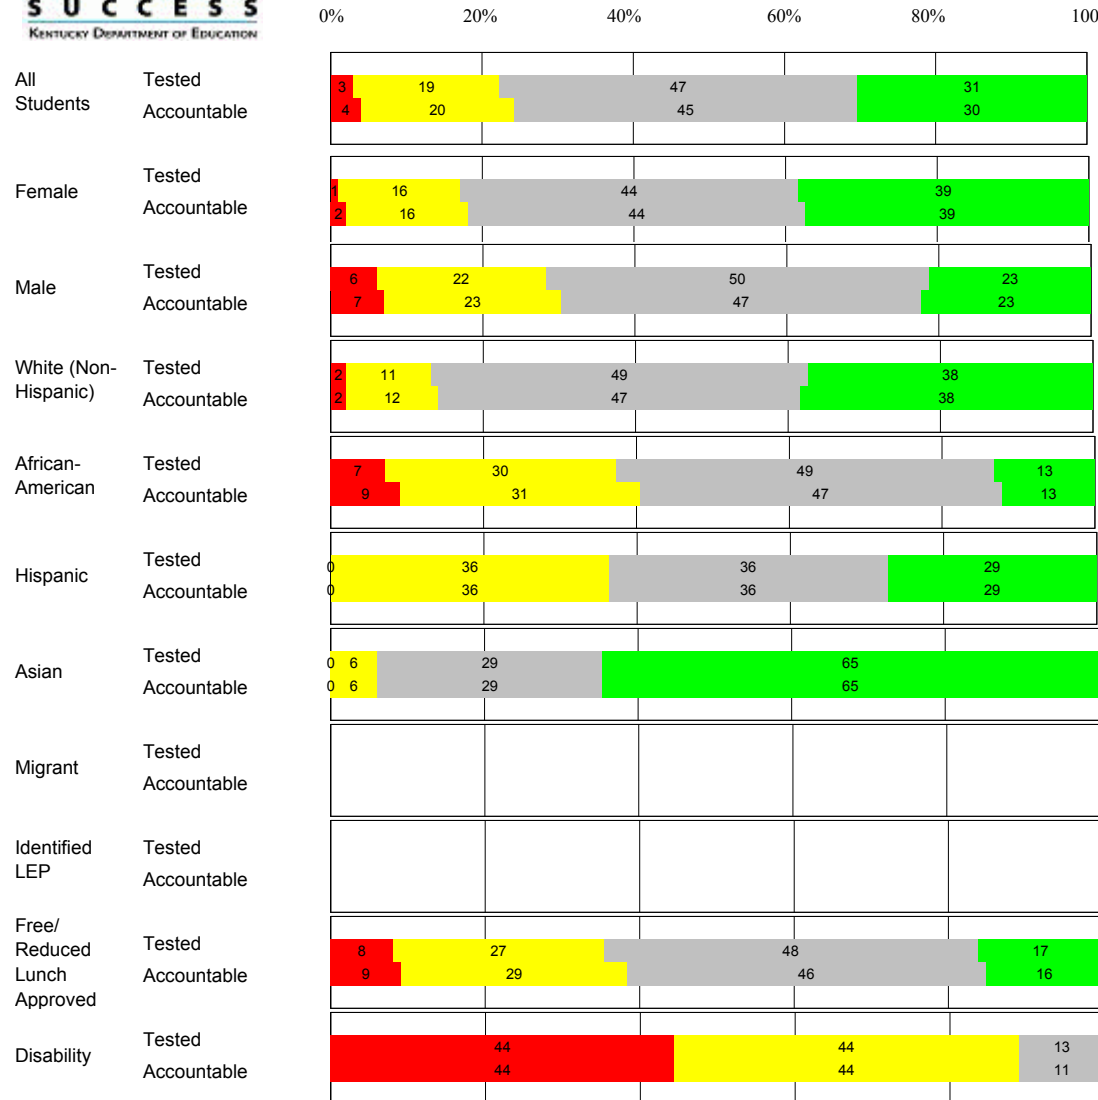 SUCCESS
KENTUCKY DEPARTMENT OF EDUCATION
0% 20% 40% 60% 80% 100
All Students
Tested 3 19 47 31
Accountable 4 20 45 30
Female
Tested 1 16 44 39
Accountable 2 16 44 39
Male
Tested 6 22 50 23
Accountable 7 23 47 23
White (Non-
Hispanic)
Tested 2 11 49 38
Accountable 2 12 47 38
African-
American
Tested 7 30 49 13
Accountable 9 31 47 13
Hispanic
Tested 0 36 36 29
Accountable 0 36 36 29
Asian
Tested 0 6 29 65
Accountable 0 6 29 65
Migrant
Tested
Accountable
Identified
LEP
Tested
Accountable
Free/
Reduced
Lunch
Approved
Tested 8 27 48 17
Accountable 9 29 46 16
Disability
Tested 44 44 13
Accountable 44 44 11